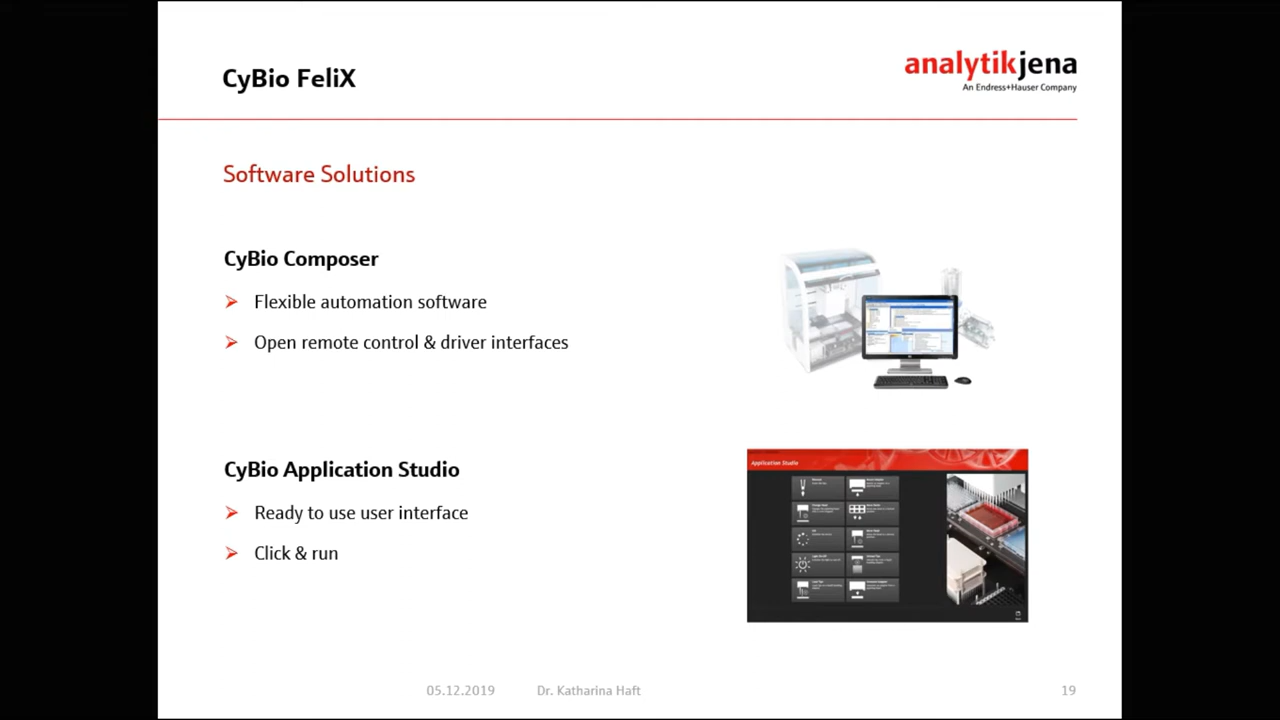 CyBio FeliX
analytikjena
An Endress+Hauser Company
Software Solutions
CyBio Composer
Flexible automation software
Open remote control & driver interfaces
CyBio Application Studio
Ready to use user interface
Click & run
Application Studio
05.12.2019 Dr. Katharina Haft 19